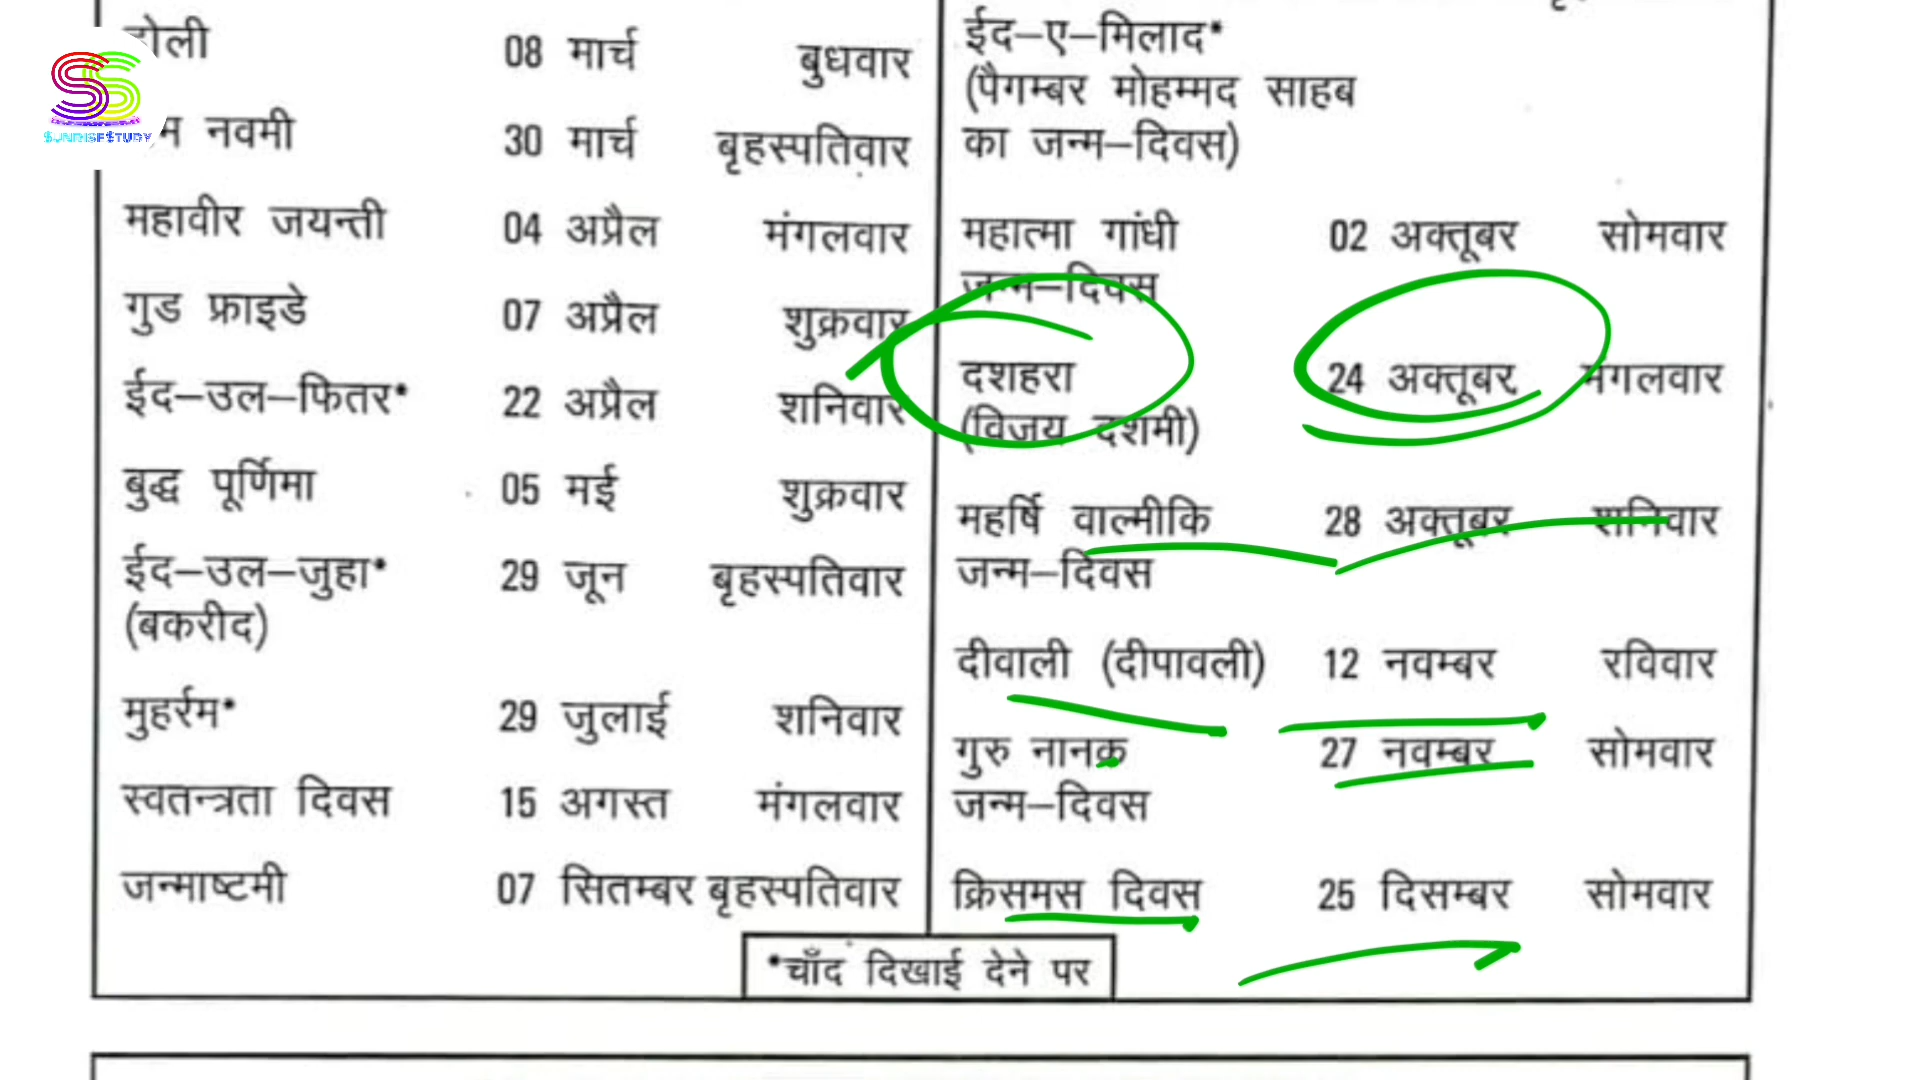 होली 08 मार्च बुधवार
राम नवमी 30 मार्च बृहस्पतिवार
महावीर जयन्ती 04 अप्रैल मंगलवार
गुड फ्राइडे 07 अप्रैल शुक्रवार
ईद–उल–फितर* 22 अप्रैल शनिवार
बुद्ध पूर्णिमा 05 मई शुक्रवार
ईद–उल–जुहा* 29 जून बृहस्पतिवार
(बकरीद)
मुहर्रम* 29 जुलाई शनिवार
स्वतन्त्रता दिवस 15 अगस्त मंगलवार
जन्माष्टमी 07 सितम्बर बृहस्पतिवार
ईद–ए–मिलाद*
(पैगम्बर मोहम्मद साहब
का जन्म–दिवस)
महात्मा गांधी 02 अक्तूबर सोमवार
जन्म–दिवस
दशहरा 24 अक्तूबर मंगलवार
(विजय दशमी)
महर्षि वाल्मीकि 28 अक्तूबर शनिवार
जन्म–दिवस
दीवाली (दीपावली) 12 नवम्बर रविवार
गुरु नानक 27 नवम्बर सोमवार
जन्म–दिवस
क्रिसमस दिवस 25 दिसम्बर सोमवार
*चाँद दिखाई देने पर
SUNRISE STUDY